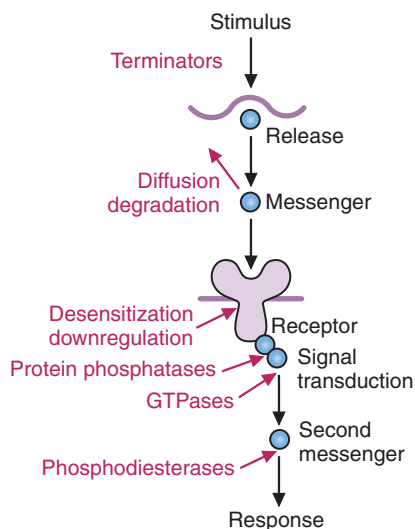 Stimulus
Terminators
Release
Diffusion
degradation
Messenger
Desensitization
downregulation
Receptor
Protein phosphatases
Signal
transduction
GTPases
Second
messenger
Phosphodiesterases
Response